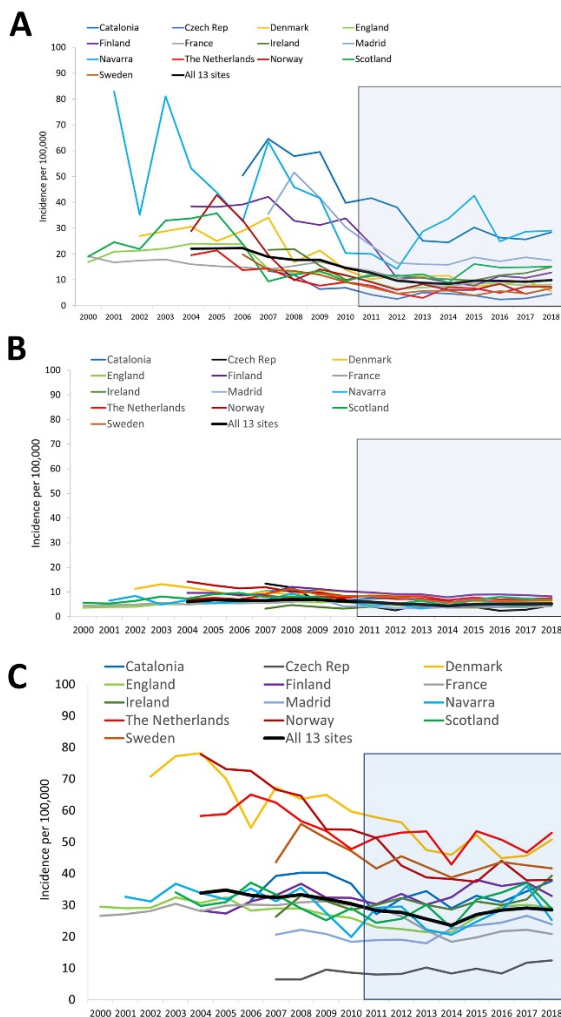 A
Catalonia Czech Rep Denmark England
Finland France Ireland Madrid
Navarra The Netherlands Norway Scotland
Sweden All 13 sites
Incidence per 100,000
100
90
80
70
60
50
40
30
20
10
0
2000 2001 2002 2003 2004 2005 2006 2007 2008 2009 2010 2011 2012 2013 2014 2015 2016 2017 2018
B
Catalonia Czech Rep Denmark
England Finland France
Ireland Madrid Navarra
The Netherlands Norway Scotland
Sweden All 13 sites
Incidence per 100,000
100
90
80
70
60
50
40
30
20
10
0
2000 2001 2002 2003 2004 2005 2006 2007 2008 2009 2010 2011 2012 2013 2014 2015 2016 2017 2018
C
Catalonia Czech Rep Denmark
England Finland France
Ireland Madrid Navarra
The Netherlands Norway Scotland
Sweden All 13 sites
Incidence per 100,000
100
90
80
70
60
50
40
30
20
10
0
2000 2001 2002 2003 2004 2005 2006 2007 2008 2009 2010 2011 2012 2013 2014 2015 2016 2017 2018